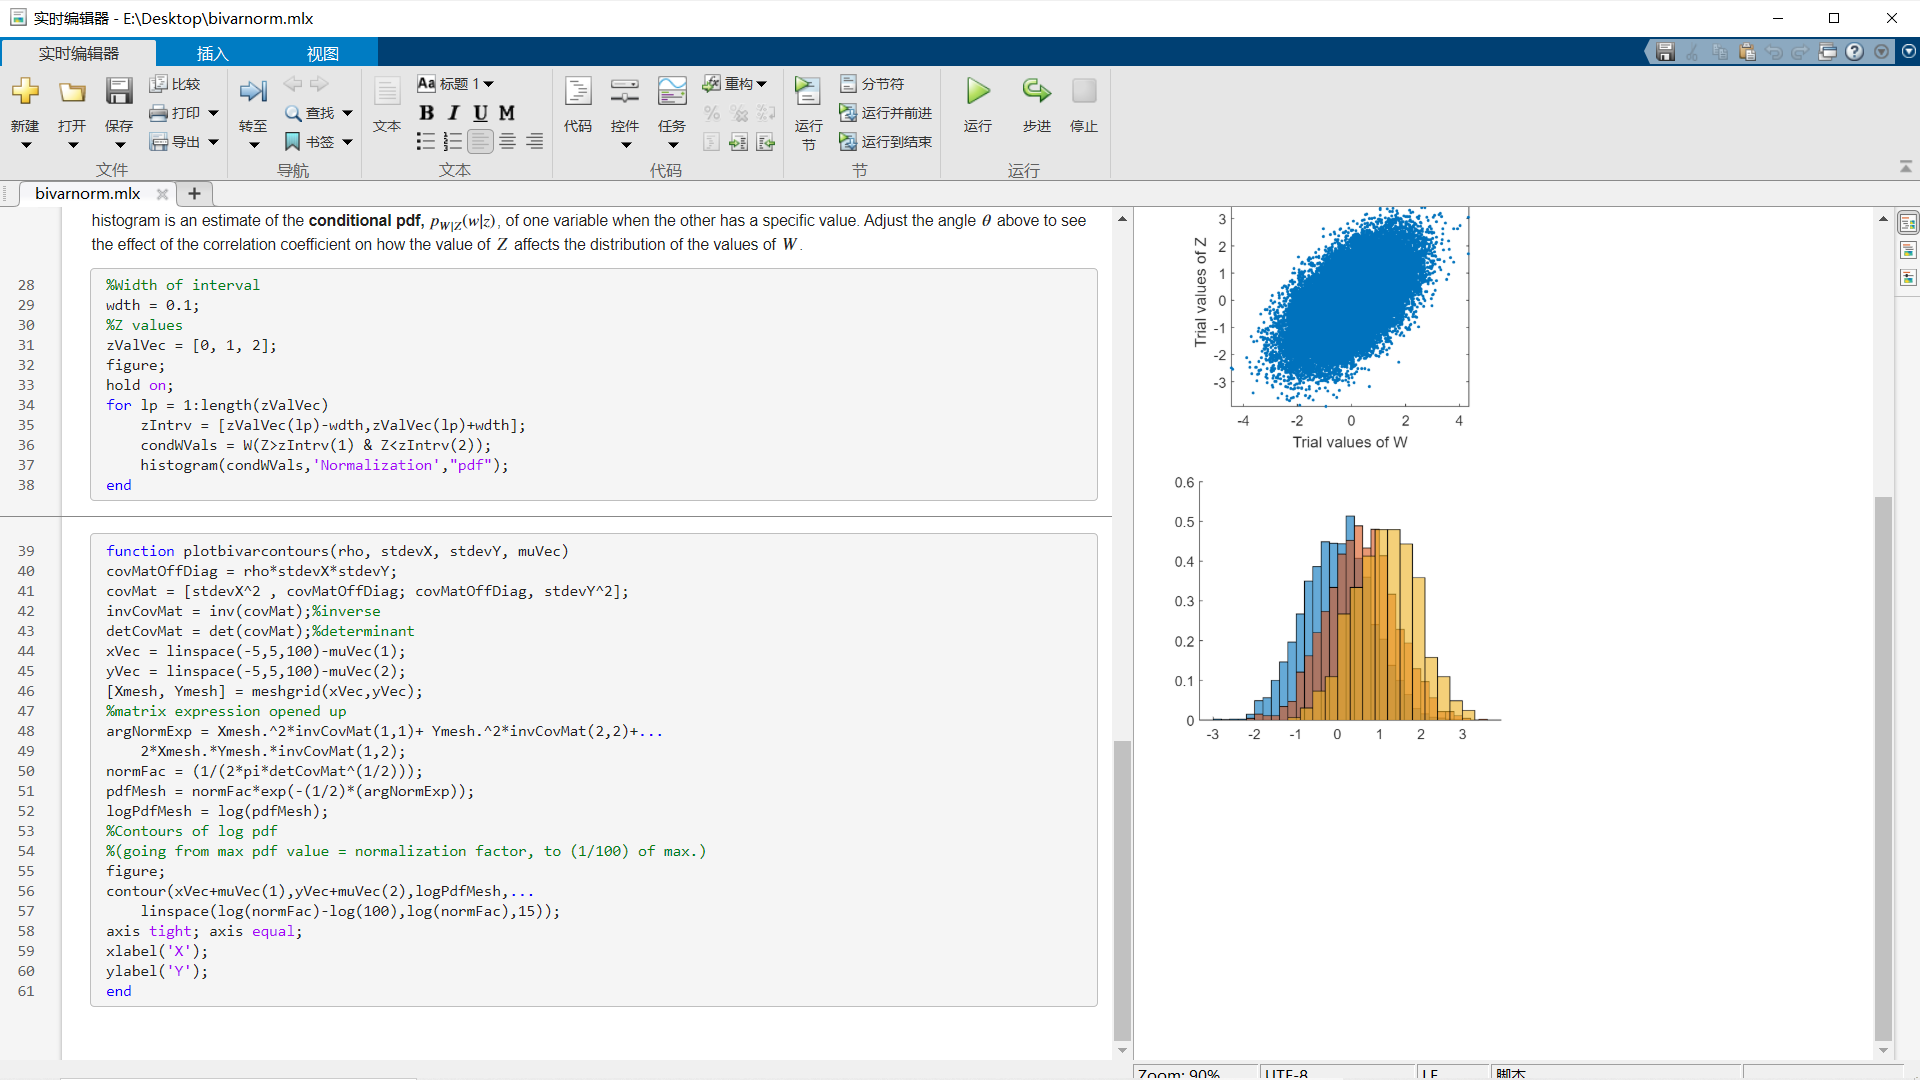 实时编辑器 - E:\Desktop\bivarnorm.mlx
实时编辑器 插入 视图
新建 打开 保存 比较 打印 导出 文件
转至 查找 书签 导航
文本 Aa 标题 1 B I U M 文本
代码 控件 任务 重构 代码
运行节 分节符 运行并前进 运行到结束 节
运行 步进 停止 运行
bivarnorm.mlx
histogram is an estimate of the conditional pdf, p_{W|Z}(w|z), of one variable when the other has a specific value. Adjust the angle θ above to see
the effect of the correlation coefficient on how the value of Z affects the distribution of the values of W.
28 %Width of interval
29 wdth = 0.1;
30 %Z values
31 zValVec = [0, 1, 2];
32 figure;
33 hold on;
34 for lp = 1:length(zValVec)
35 zIntrv = [zValVec(lp)-wdth,zValVec(lp)+wdth];
36 condWVals = W(Z>zIntrv(1) & Z<zIntrv(2));
37 histogram(condWVals,'Normalization',"pdf");
38 end
39 function plotbivarcontours(rho, stdevX, stdevY, muVec)
40 covMatOffDiag = rho*stdevX*stdevY;
41 covMat = [stdevX^2 , covMatOffDiag; covMatOffDiag, stdevY^2];
42 invCovMat = inv(covMat);%inverse
43 detCovMat = det(covMat);%determinant
44 xVec = linspace(-5,5,100)-muVec(1);
45 yVec = linspace(-5,5,100)-muVec(2);
46 [Xmesh, Ymesh] = meshgrid(xVec,yVec);
47 %matrix expression opened up
48 argNormExp = Xmesh.^2*invCovMat(1,1)+ Ymesh.^2*invCovMat(2,2)+...
49 2*Xmesh.*Ymesh.*invCovMat(1,2);
50 normFac = (1/(2*pi*detCovMat^(1/2)));
51 pdfMesh = normFac*exp(-(1/2)*(argNormExp));
52 logPdfMesh = log(pdfMesh);
53 %Contours of log pdf
54 %(going from max pdf value = normalization factor, to (1/100) of max.)
55 figure;
56 contour(xVec+muVec(1),yVec+muVec(2),logPdfMesh,...
57 linspace(log(normFac)-log(100),log(normFac),15));
58 axis tight; axis equal;
59 xlabel('X');
60 ylabel('Y');
61 end
Trial values of Z
3
2
1
0
-1
-2
-3
-4 -2 0 2 4
Trial values of W
0.6
0.5
0.4
0.3
0.2
0.1
0
-3 -2 -1 0 1 2 3
Zoom: 90% UTF-8 LF 脚本